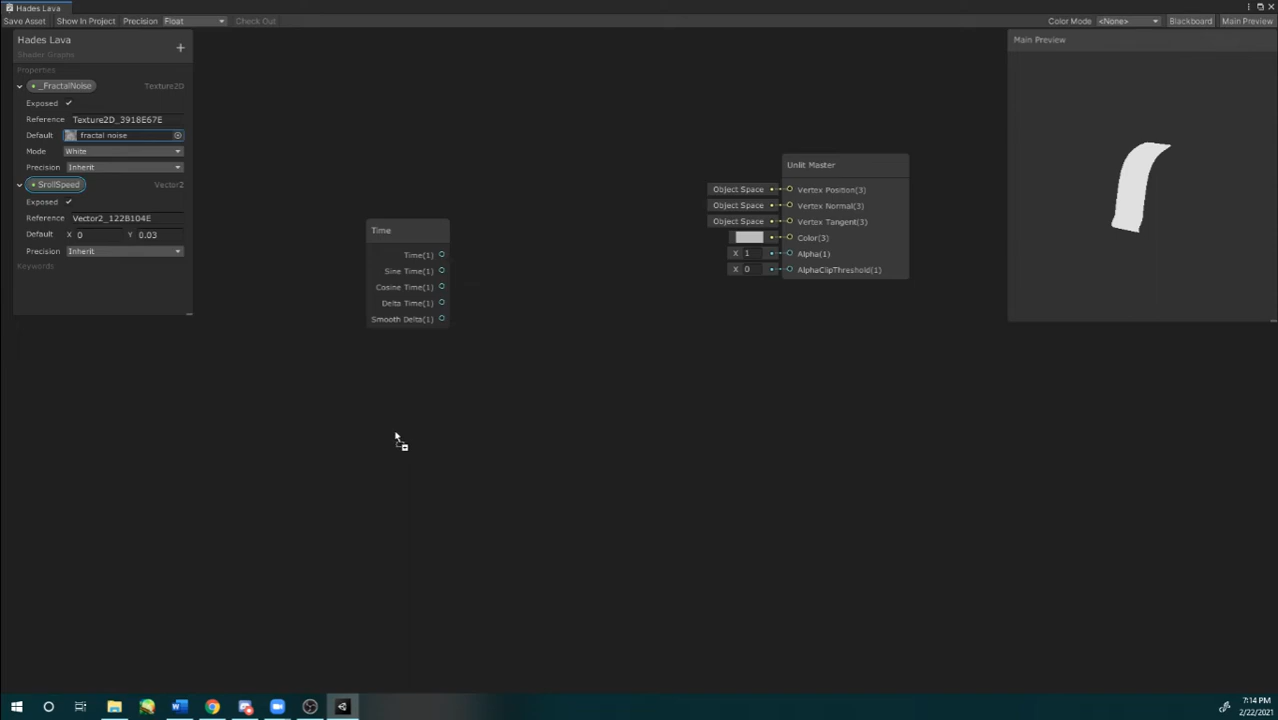 Hades Lava
Save Asset Show In Project Precision Float Check Out Color Mode <None> Blackboard Main Preview
Hades Lava
Shader Graphs
Properties
_FractalNoise Texture2D
Exposed
Reference Texture2D_3918E67E
Default fractal noise
Mode White
Precision Inherit
SrollSpeed Vector2
Exposed
Reference Vector2_122B104E
Default X 0 Y 0.03
Precision Inherit
Keywords
Time
Time(1)
Sine Time(1)
Cosine Time(1)
Delta Time(1)
Smooth Delta(1)
Unlit Master
Object Space Vertex Position(3)
Object Space Vertex Normal(3)
Object Space Vertex Tangent(3)
Color(3)
X 1 Alpha(1)
X 0 AlphaClipThreshold(1)
Main Preview
7:14 PM
2/22/2021